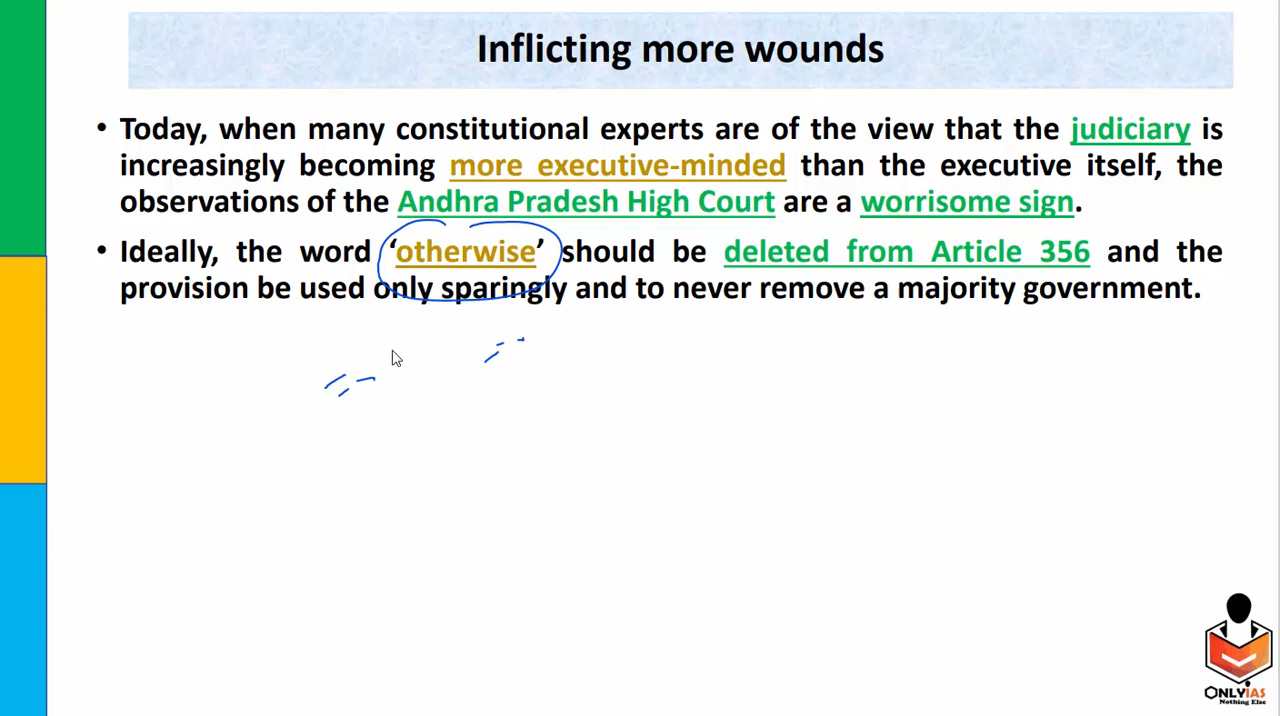 Inflicting more wounds
• Today, when many constitutional experts are of the view that the judiciary is
increasingly becoming more executive-minded than the executive itself, the
observations of the Andhra Pradesh High Court are a worrisome sign.
• Ideally, the word ‘otherwise’ should be deleted from Article 356 and the
provision be used only sparingly and to never remove a majority government.
ONLYIAS
Nothing Else